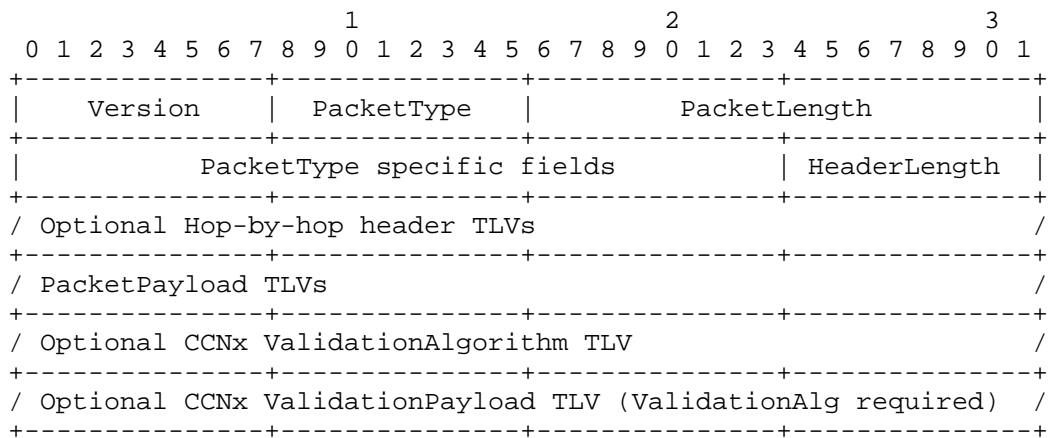 1                   2                   3
 0 1 2 3 4 5 6 7 8 9 0 1 2 3 4 5 6 7 8 9 0 1 2 3 4 5 6 7 8 9 0 1
+---------------+---------------+---------------+---------------+
|    Version    |  PacketType   |         PacketLength          |
+---------------+---------------+---------------+---------------+
|           PacketType specific fields          | HeaderLength  |
+---------------+---------------+---------------+---------------+
/ Optional Hop-by-hop header TLVs                               /
+---------------+---------------+---------------+---------------+
/ PacketPayload TLVs                                            /
+---------------+---------------+---------------+---------------+
/ Optional CCNx ValidationAlgorithm TLV                         /
+---------------+---------------+---------------+---------------+
/ Optional CCNx ValidationPayload TLV (ValidationAlg required)  /
+---------------+---------------+---------------+---------------+